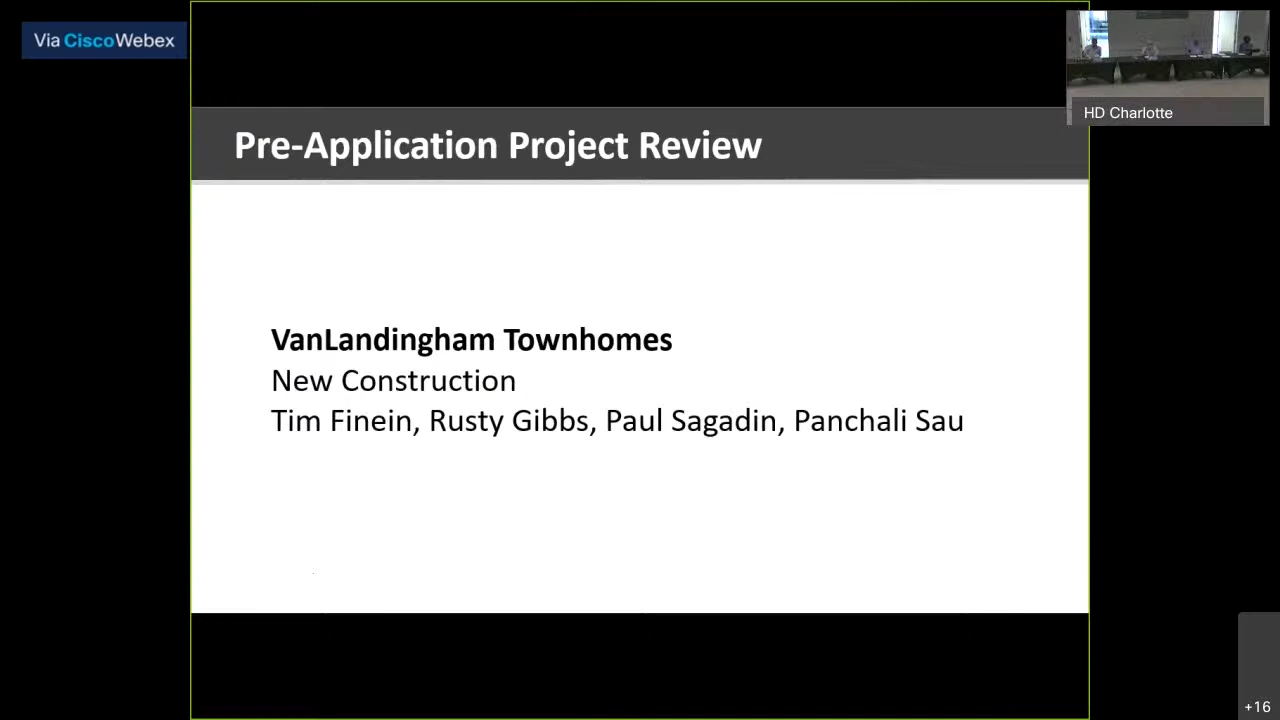 Via CiscoWebex
HD Charlotte
Pre-Application Project Review
VanLandingham Townhomes
New Construction
Tim Finein, Rusty Gibbs, Paul Sagadin, Panchali Sau
+16